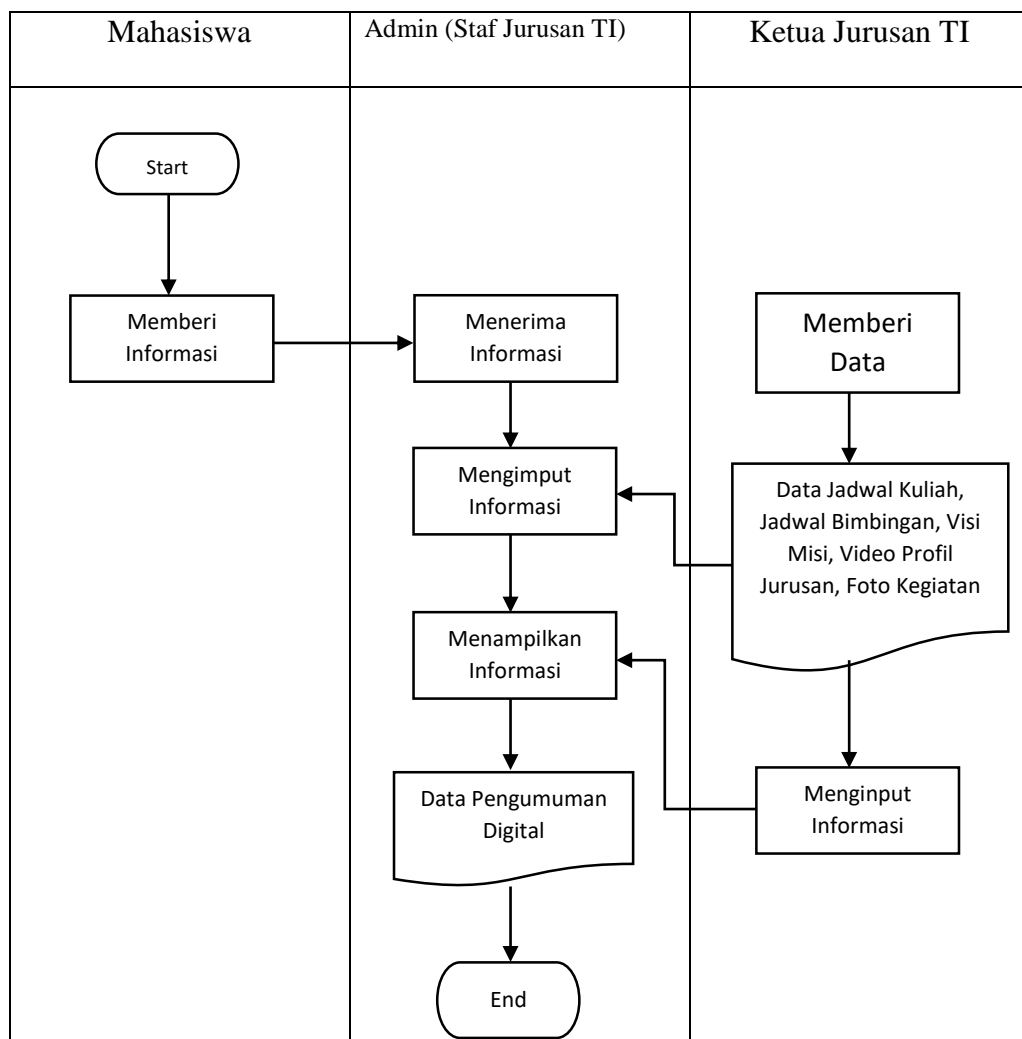 Mahasiswa
Admin (Staf Jurusan TI)
Ketua Jurusan TI
Start
Memberi
Informasi
Menerima
Informasi
Memberi
Data
Mengimput
Informasi
Data Jadwal Kuliah,
Jadwal Bimbingan, Visi
Misi, Video Profil
Jurusan, Foto Kegiatan
Menampilkan
Informasi
Data Pengumuman
Digital
Menginput
Informasi
End